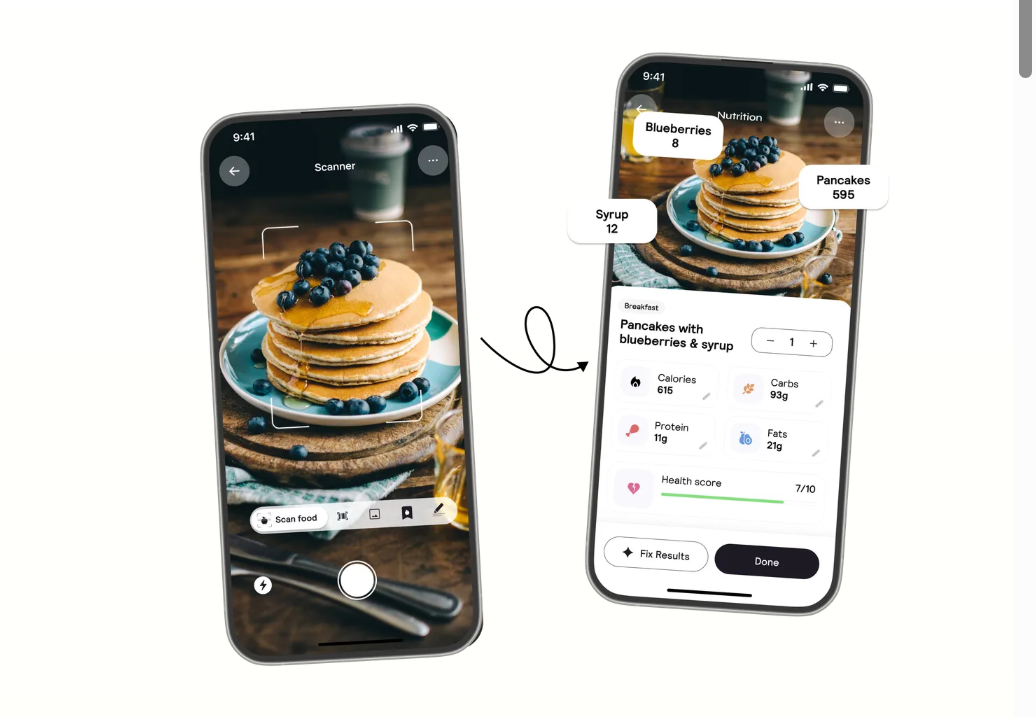 9:41
Scanner
Scan food
9:41
Nutrition
Blueberries
8
Pancakes
595
Syrup
12
Breakfast
Pancakes with
blueberries & syrup
1
Calories
615
Carbs
93g
Protein
11g
Fats
21g
Health score
7/10
Fix Results
Done